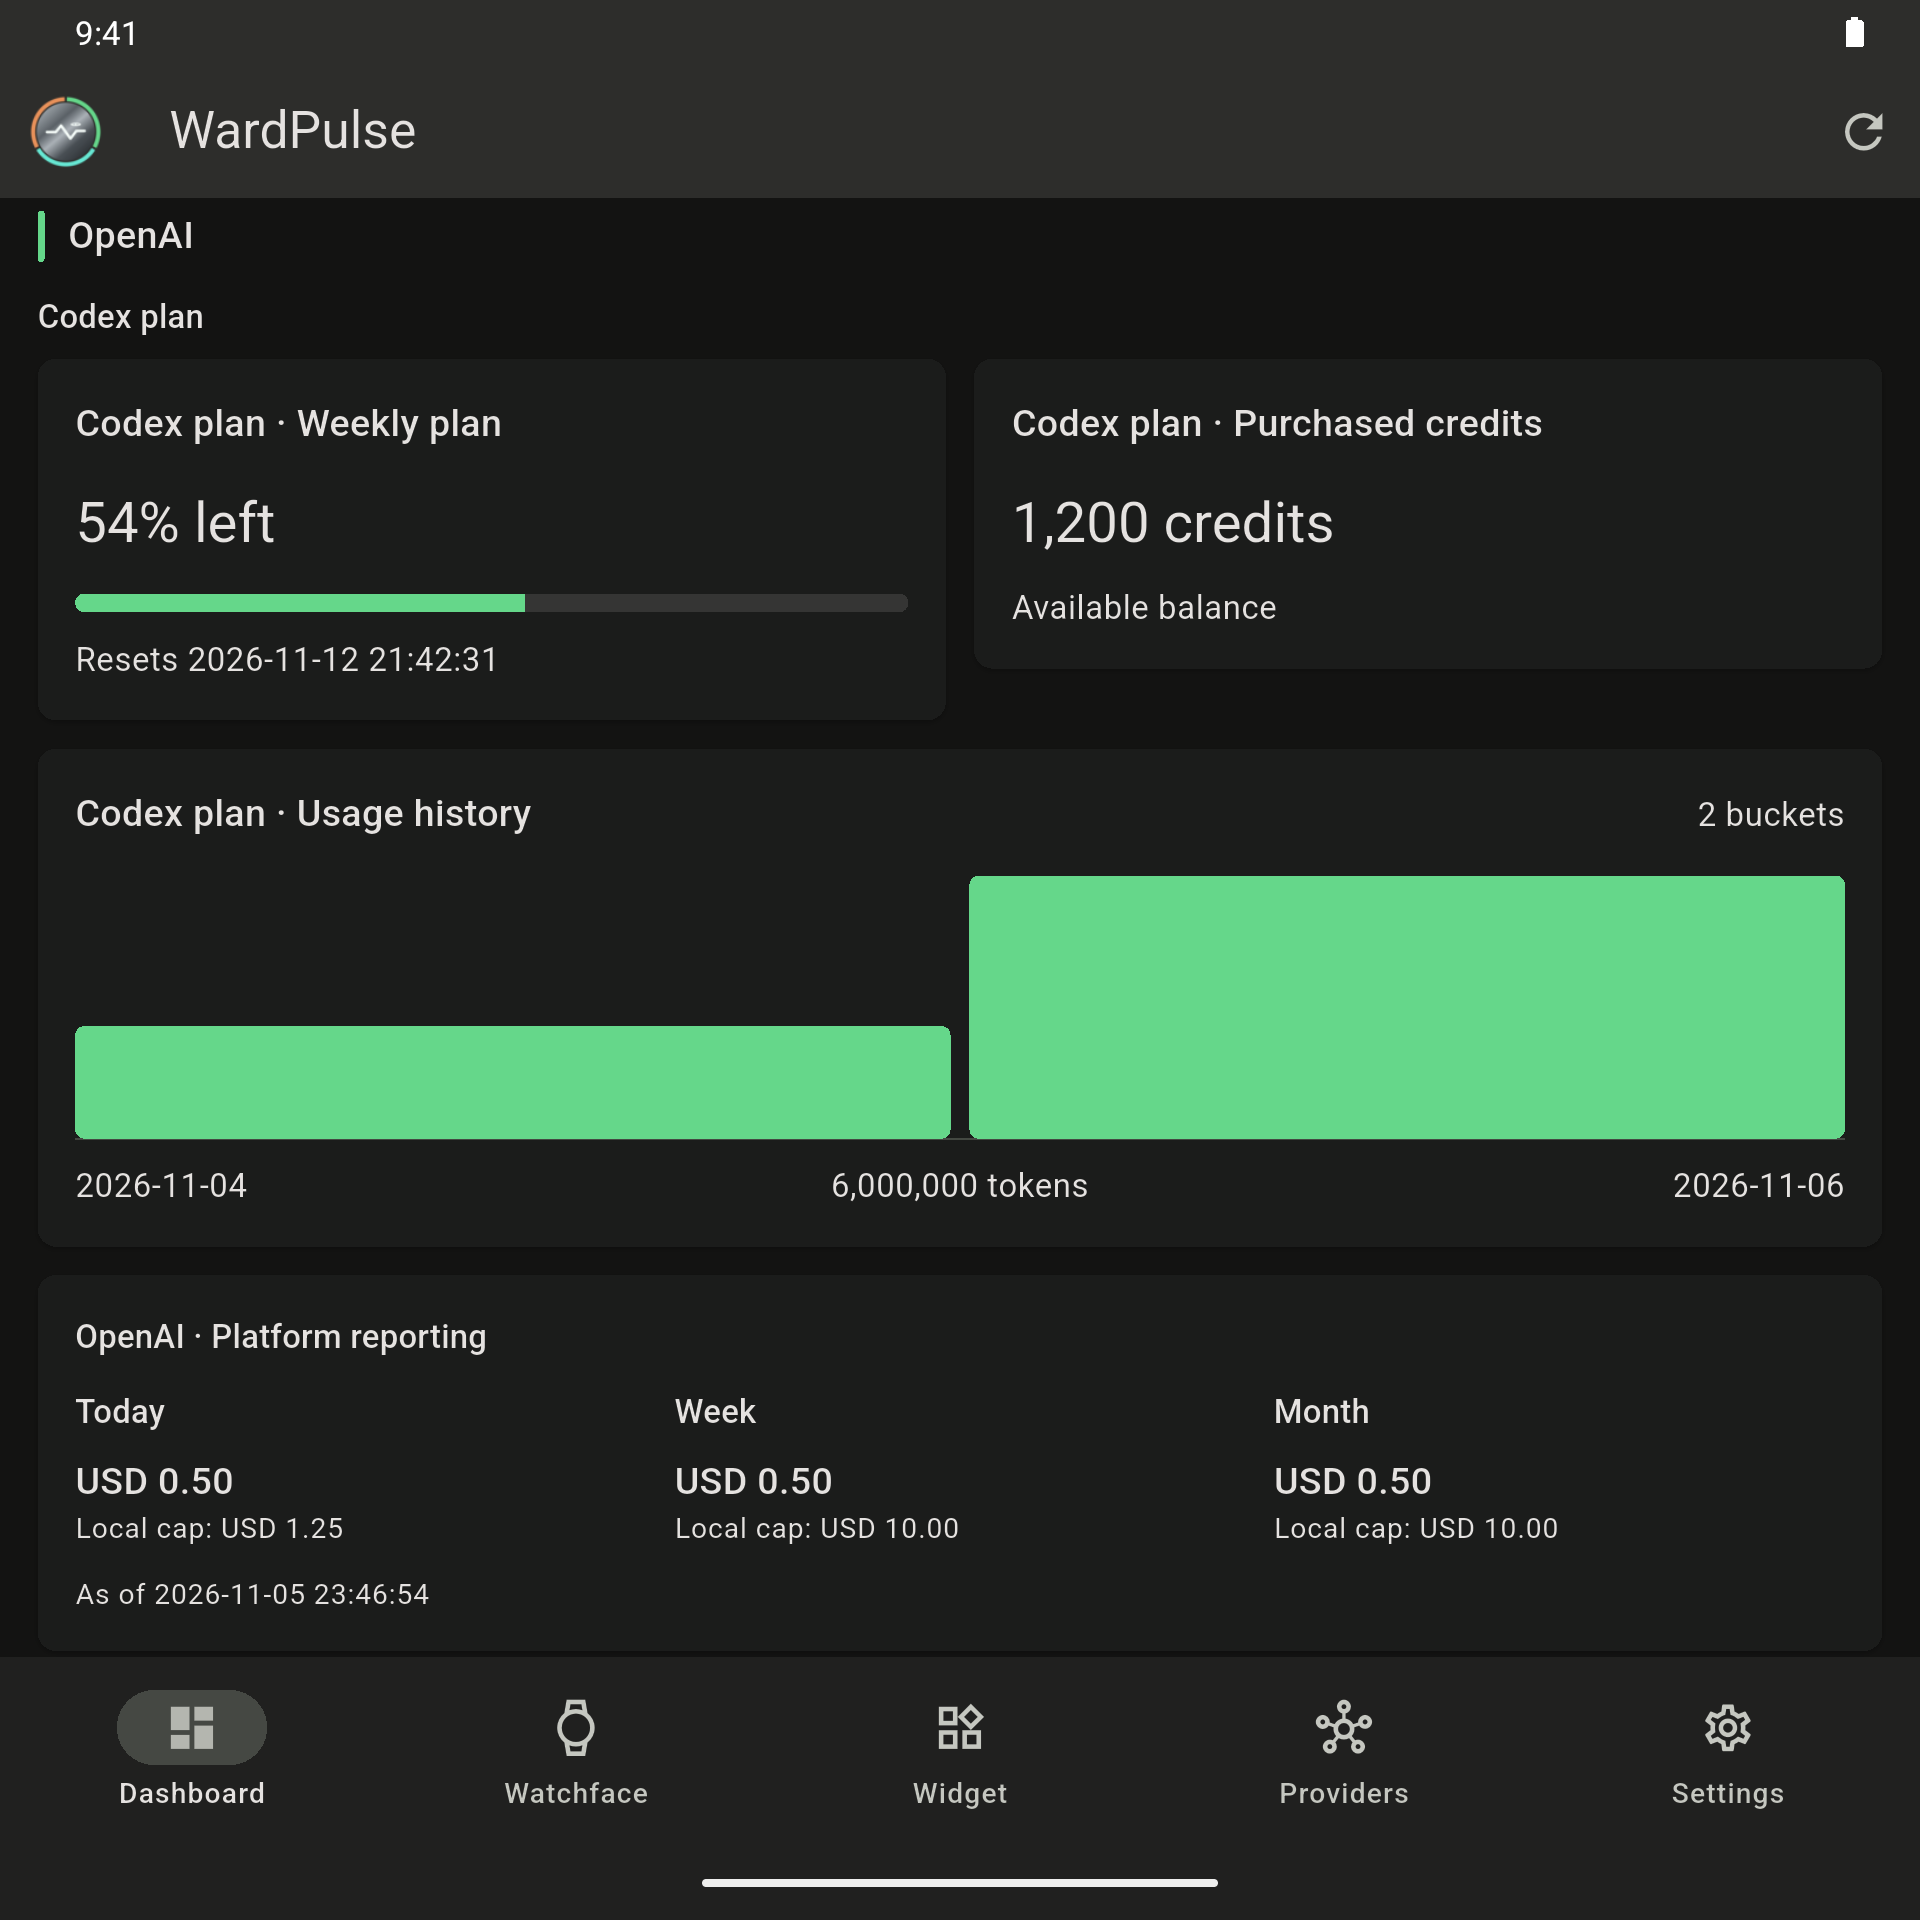 9:41
WardPulse
OpenAI
Codex plan
Codex plan · Weekly plan
54% left
Resets 2026-11-12 21:42:31
Codex plan · Purchased credits
1,200 credits
Available balance
Codex plan · Usage history
2 buckets
2026-11-04
6,000,000 tokens
2026-11-06
OpenAI · Platform reporting
Today
USD 0.50
Local cap: USD 1.25
Week
USD 0.50
Local cap: USD 10.00
Month
USD 0.50
Local cap: USD 10.00
As of 2026-11-05 23:46:54
Dashboard
Watchface
Widget
Providers
Settings